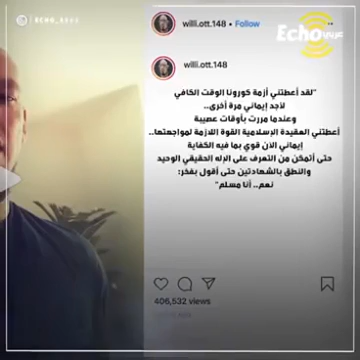 willi.ott.148 • Follow
Echo
عربي
willi.ott.148
"لقد أعطتني أزمة كورونا الوقت الكافي
لأجد إيماني مرة أخرى..
وعندما مررت بأوقات عصيبة
أعطتني العقيدة الإسلامية القوة اللازمة لمواجهتها..
إيماني الآن قوي بما فيه الكفاية
حتى أتمكن من التعرف على الإله الحقيقي الوحيد
والنطق بالشهادتين حتى أقول بفخر:
نعم.. أنا مسلم"
406,532 views